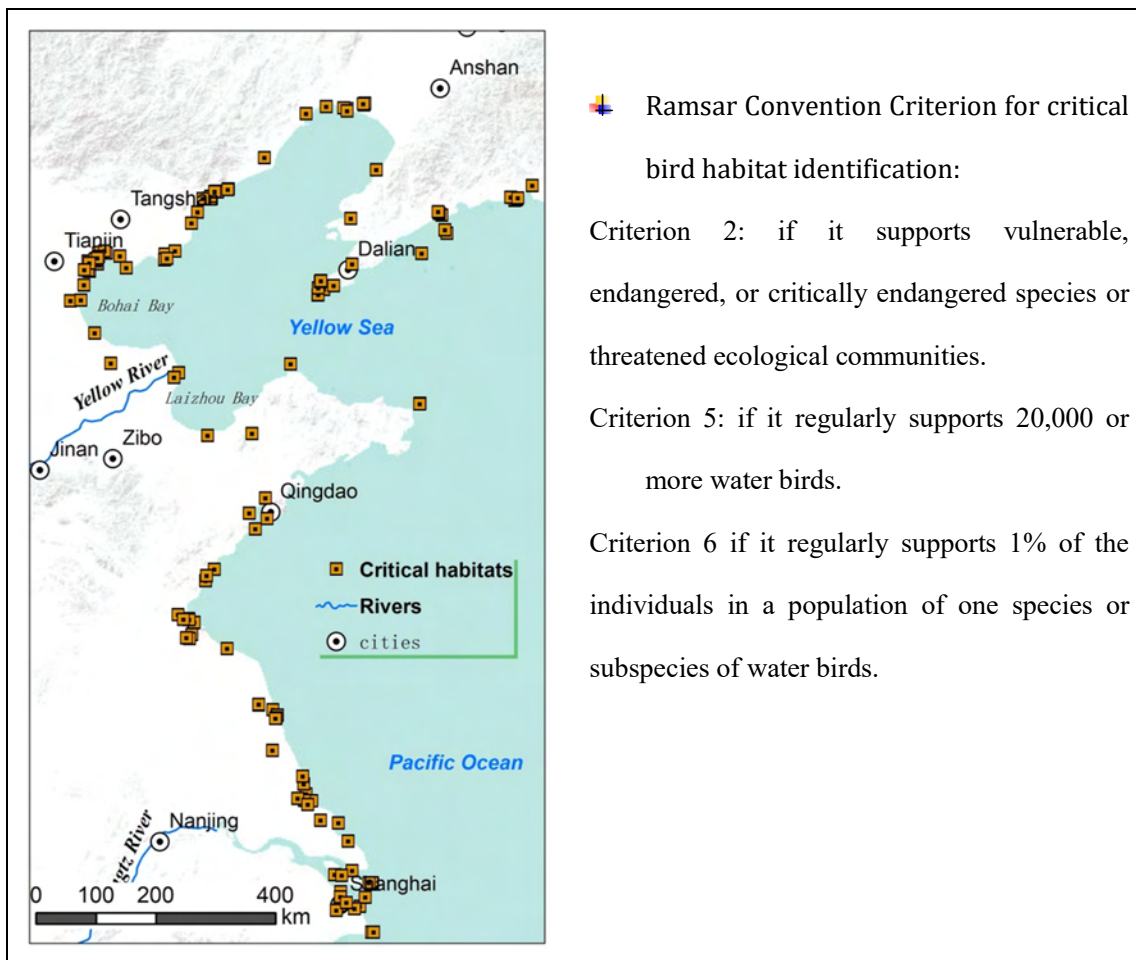 Anshan
Tangshan
Tianjin
Dalian
Bohai Bay
Yellow Sea
Yellow River
Laizhou Bay
Zibo
Jinan
Qingdao
Critical habitats
Rivers
cities
Pacific Ocean
Nanjing
gtz River
Shanghai
0 100 200 400
km
Ramsar Convention Criterion for critical
bird habitat identification:
Criterion 2: if it supports vulnerable,
endangered, or critically endangered species or
threatened ecological communities.
Criterion 5: if it regularly supports 20,000 or
more water birds.
Criterion 6 if it regularly supports 1% of the
individuals in a population of one species or
subspecies of water birds.